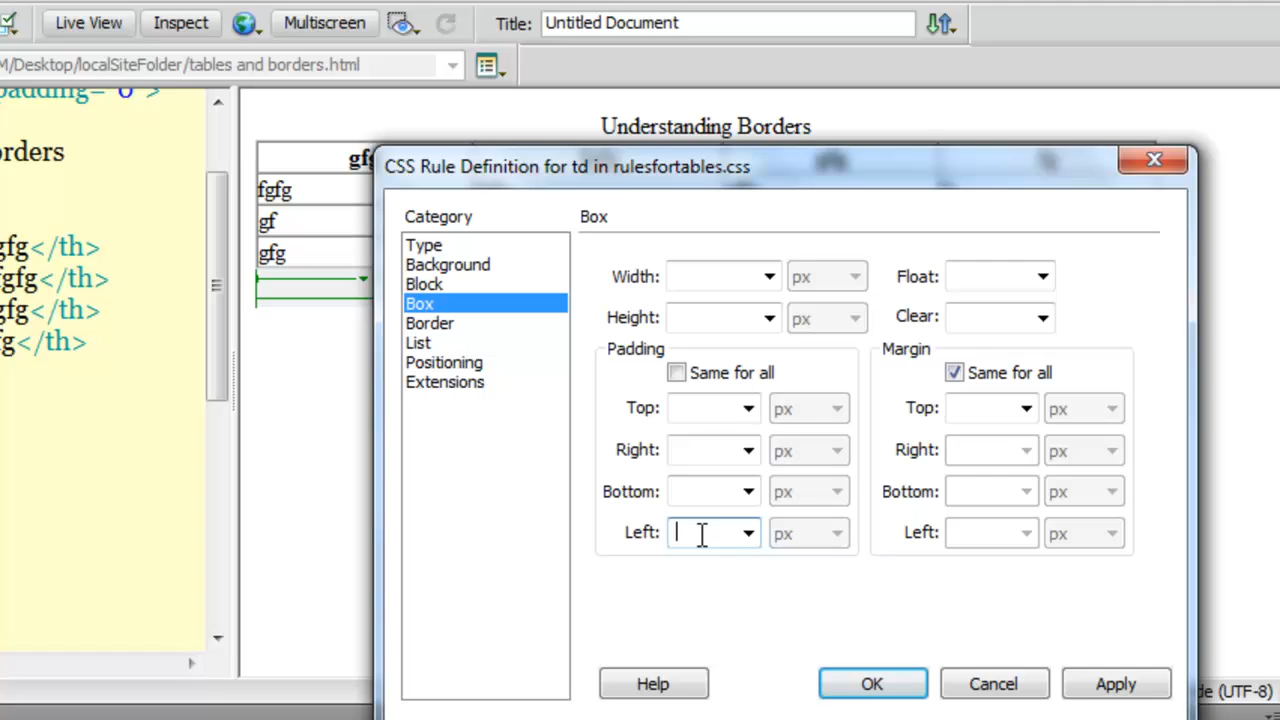 Live View Inspect Multiscreen Title: Untitled Document
M/Desktop/localSiteFolder/tables and borders.html
padding="0">
orders
gfg</th>
gfg</th>
gfg</th>
fg</th>
Understanding Borders
gfg
fgfg
gf
gfg
CSS Rule Definition for td in rulesfortables.css
Category
Type
Background
Block
Box
Border
List
Positioning
Extensions
Box
Width: px Float:
Height: px Clear:
Padding Margin
Same for all Same for all
Top: px Top: px
Right: px Right: px
Bottom: px Bottom: px
Left: px Left: px
Help OK Cancel Apply
de (UTF-8)